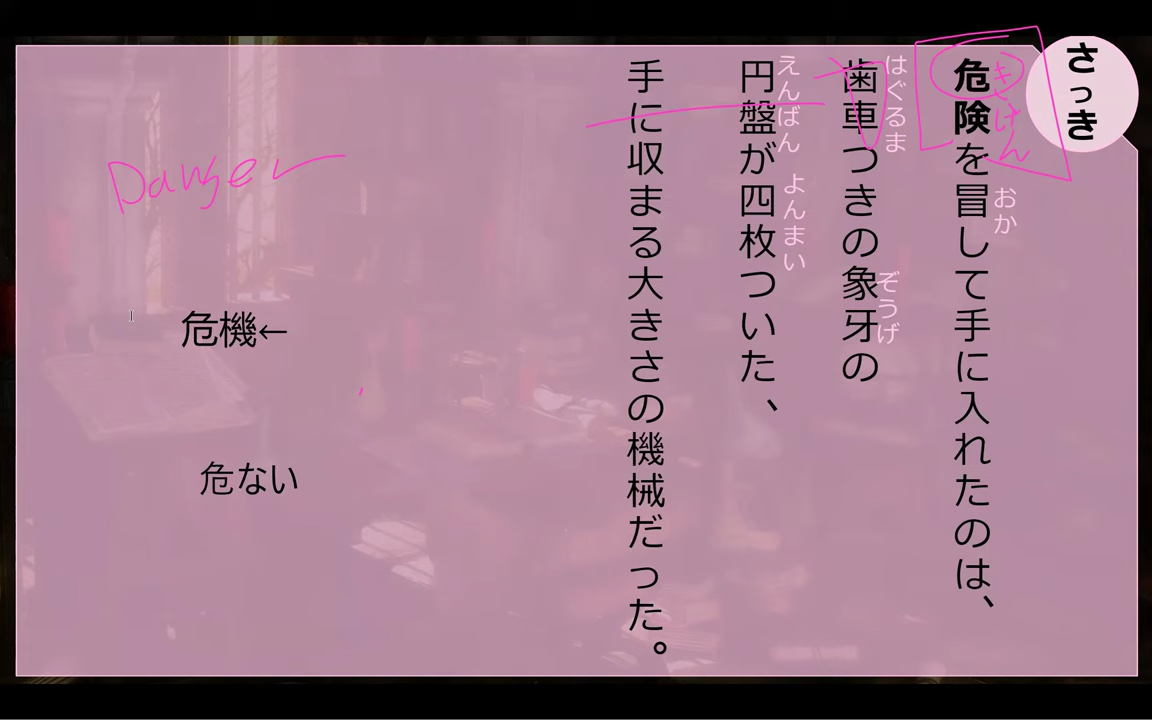 さっき
危険を冒して手に入れたのは、
きけん
おか
歯車つきの象牙の
はぐるま
ぞうげ
円盤が四枚ついた、
えんばん
よんまい
手に収まる大きさの機械だった。
Danger
危機←
危ない